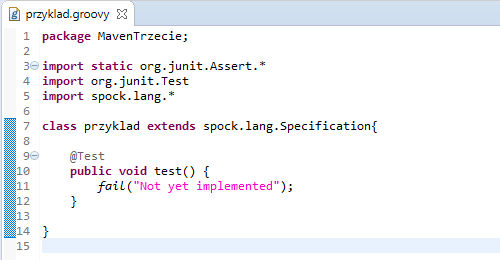 przyklad.groovy
1 package MavenTrzecie;
2
3 import static org.junit.Assert.*
4 import org.junit.Test
5 import spock.lang.*
6
7 class przyklad extends spock.lang.Specification{
8
9 @Test
10 public void test() {
11 fail("Not yet implemented");
12 }
13
14 }
15